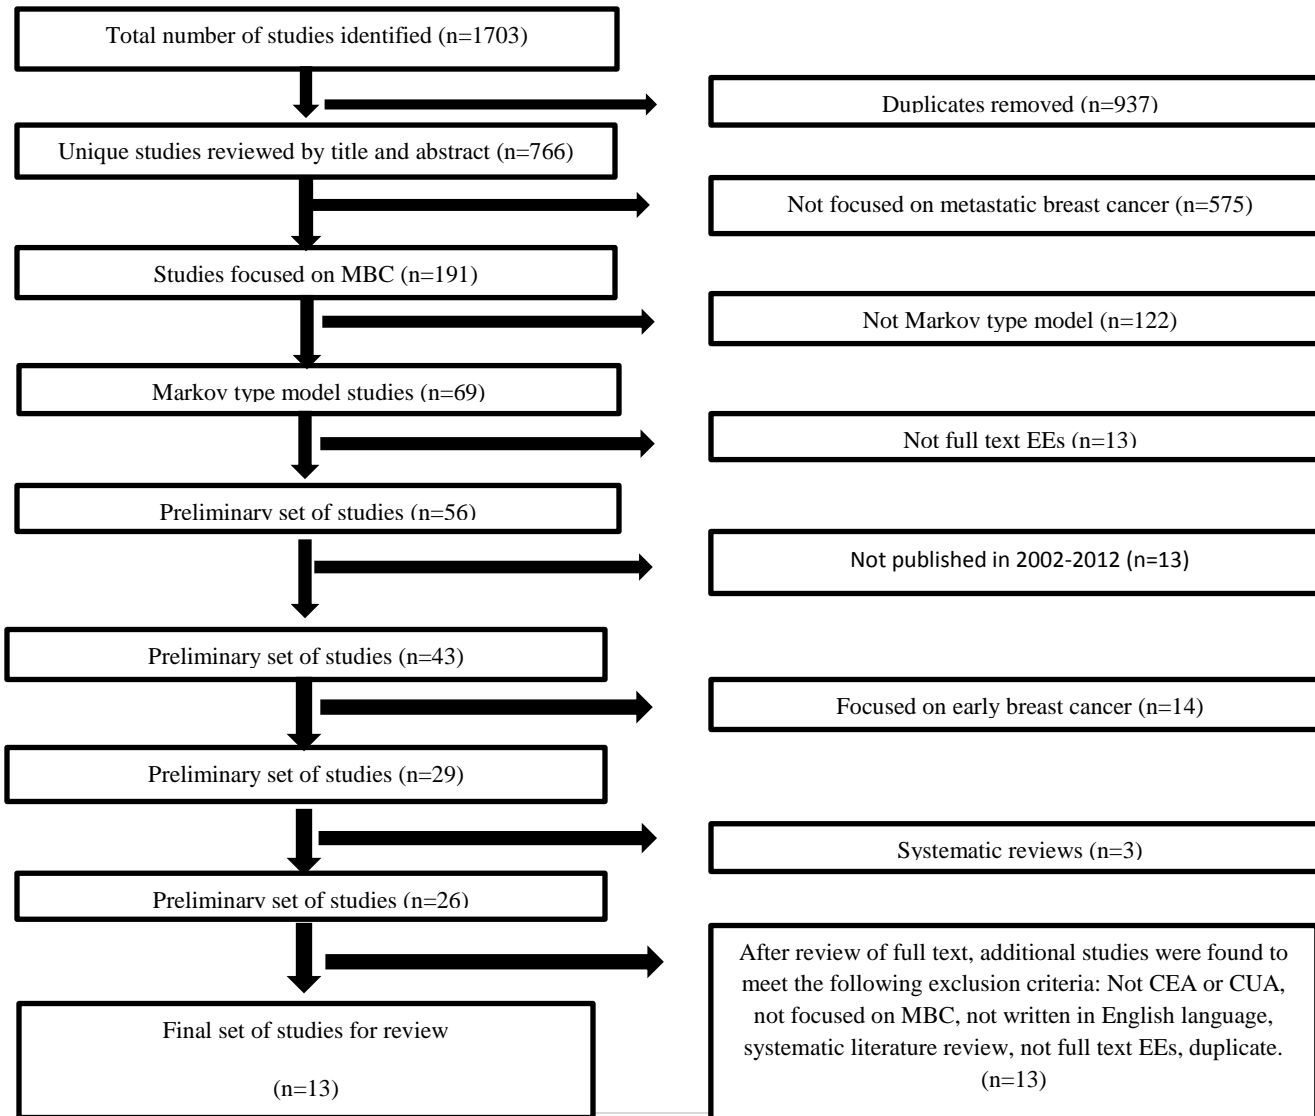 Total number of studies identified (n=1703)
Duplicates removed (n=937)
Unique studies reviewed by title and abstract (n=766)
Not focused on metastatic breast cancer (n=575)
Studies focused on MBC (n=191)
Not Markov type model (n=122)
Markov type model studies (n=69)
Not full text EEs (n=13)
Preliminary set of studies (n=56)
Not published in 2002-2012 (n=13)
Preliminary set of studies (n=43)
Focused on early breast cancer (n=14)
Preliminary set of studies (n=29)
Systematic reviews (n=3)
Preliminary set of studies (n=26)
After review of full text, additional studies were found to
meet the following exclusion criteria: Not CEA or CUA,
not focused on MBC, not written in English language,
systematic literature review, not full text EEs, duplicate.
(n=13)
Final set of studies for review
(n=13)